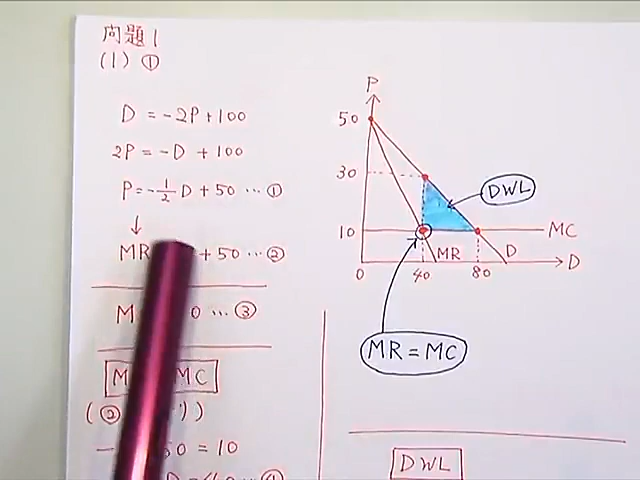 問題1
(1) ①
D = -2P+100
2P = -D + 100
P = -1/2 D + 50 … ①
↓
MR +50 … ②
M 0 … ③
M MC
(② ))
- 50 = 10
P
50
30
10
0
40
80
MR
D
D
MC
DWL
MR = MC
DWL